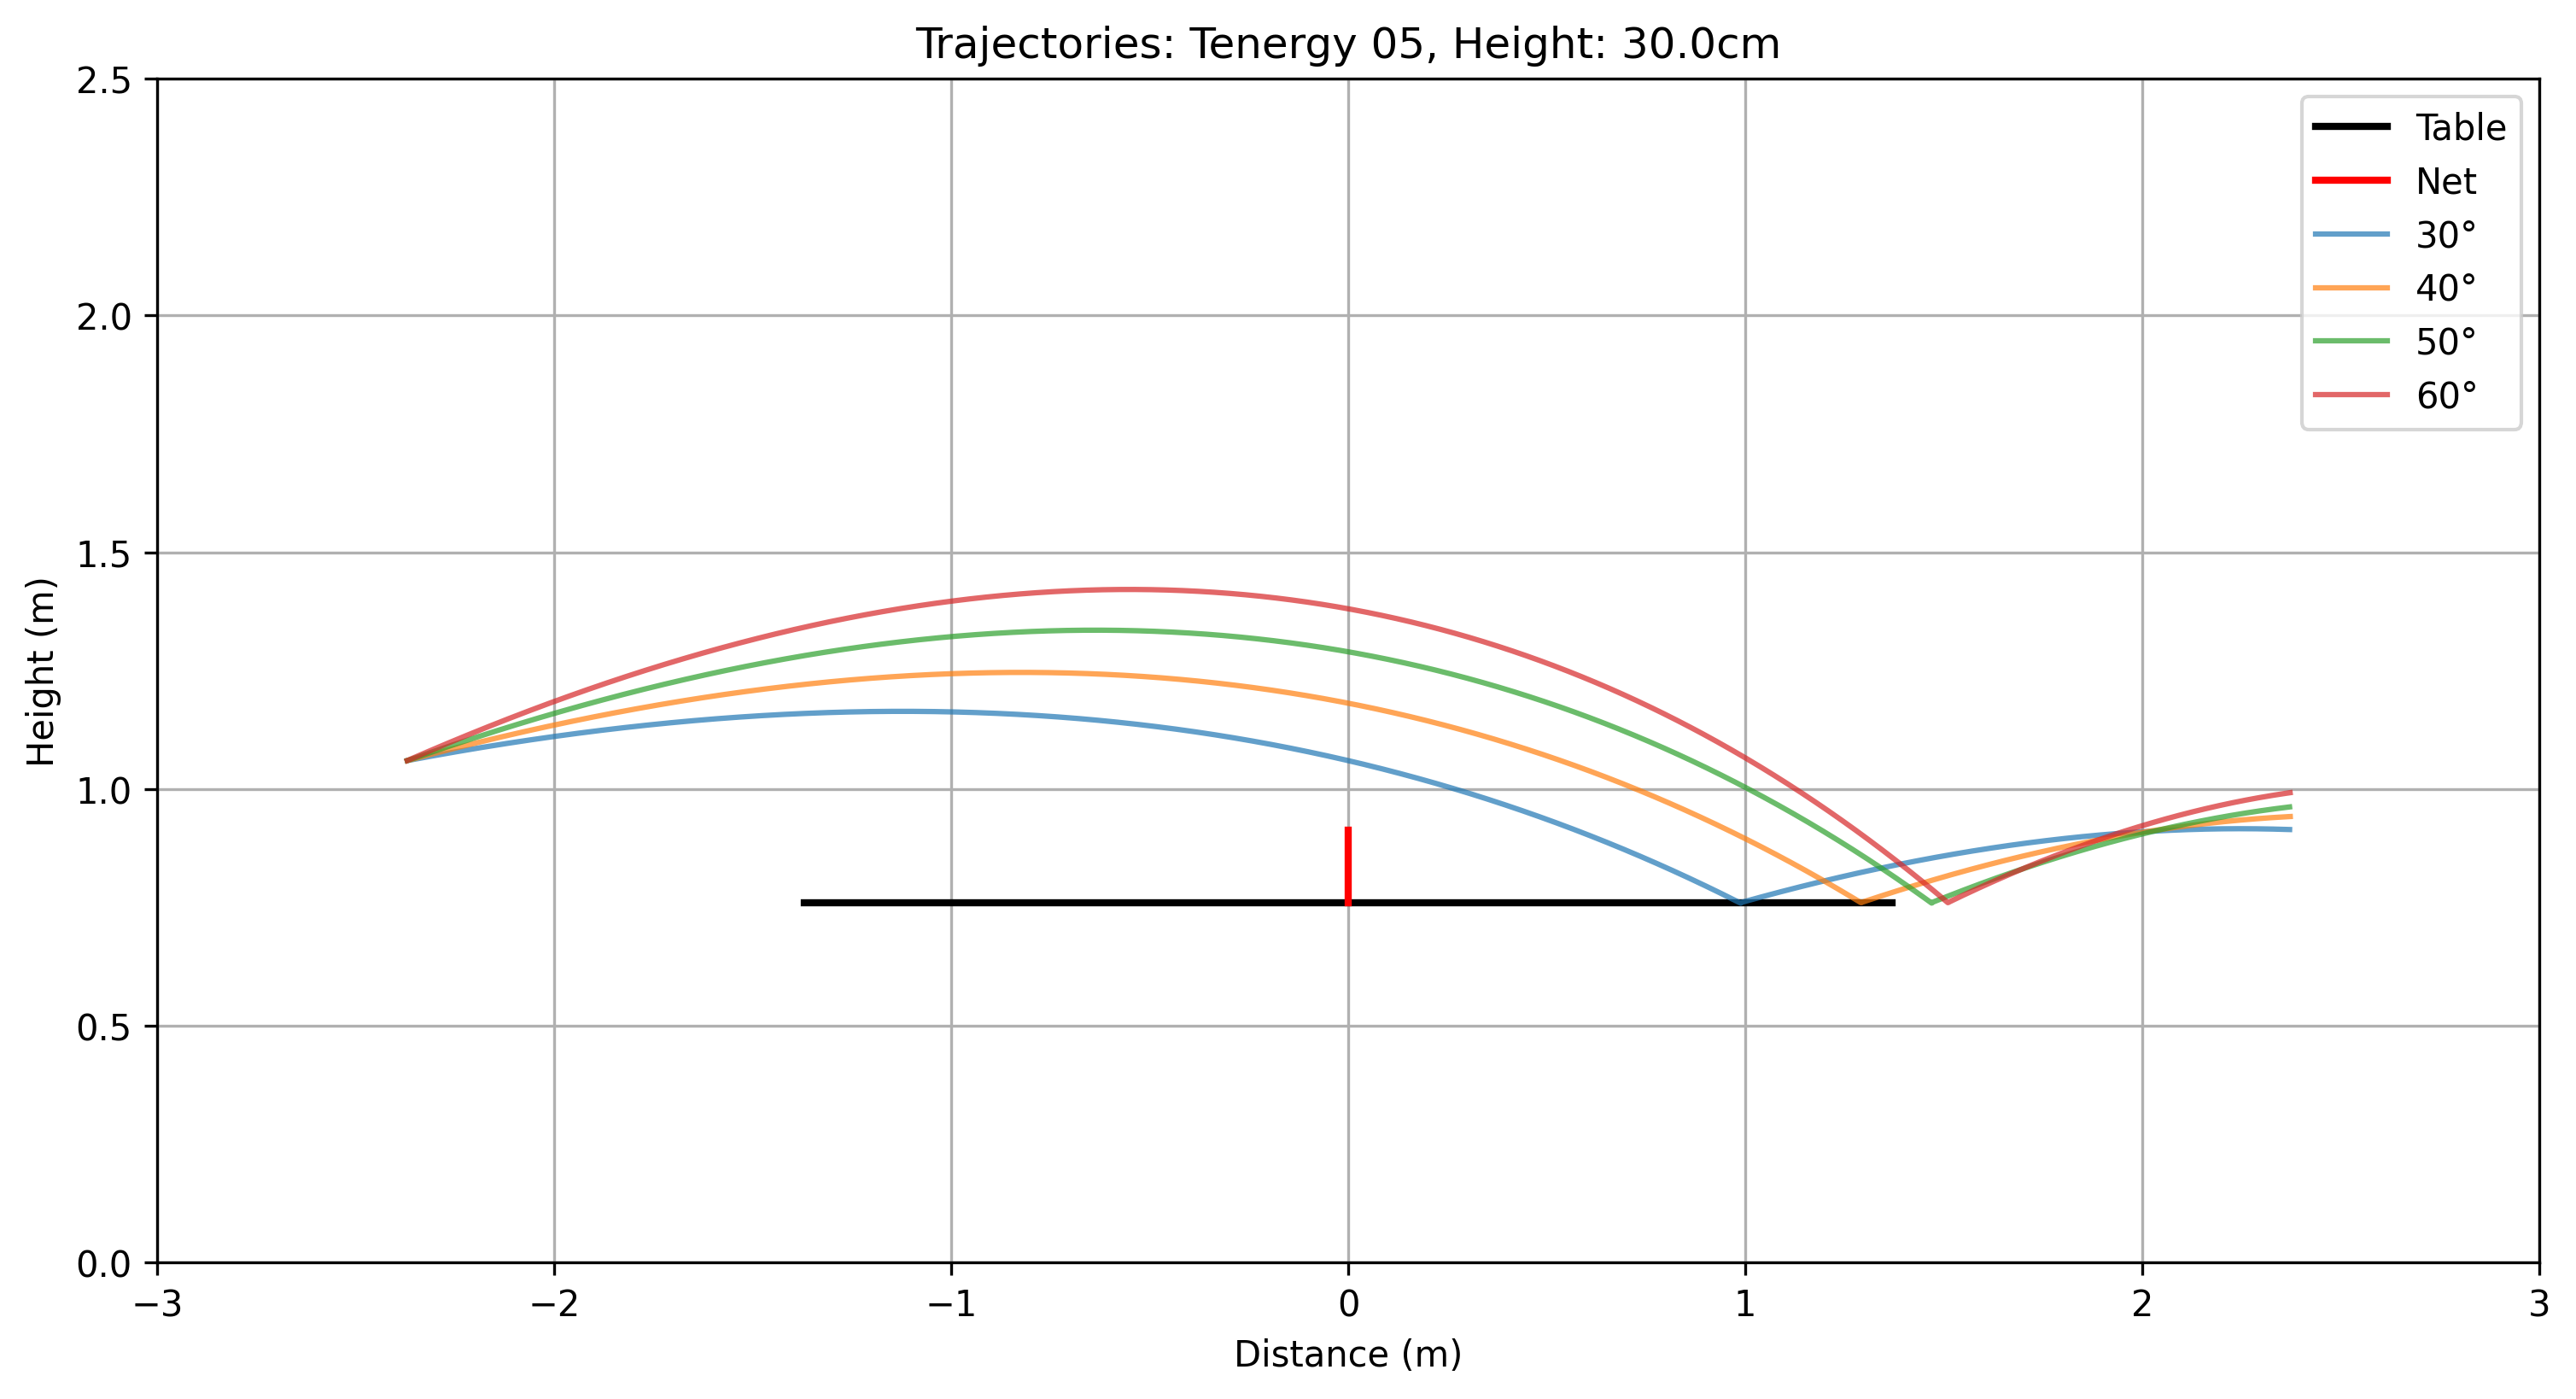 Trajectories: Tenergy 05, Height: 30.0cm
2.5
2.0
1.5
1.0
0.5
0.0
Height (m)
−3 −2 −1 0 1 2 3
Distance (m)
Table
Net
30°
40°
50°
60°